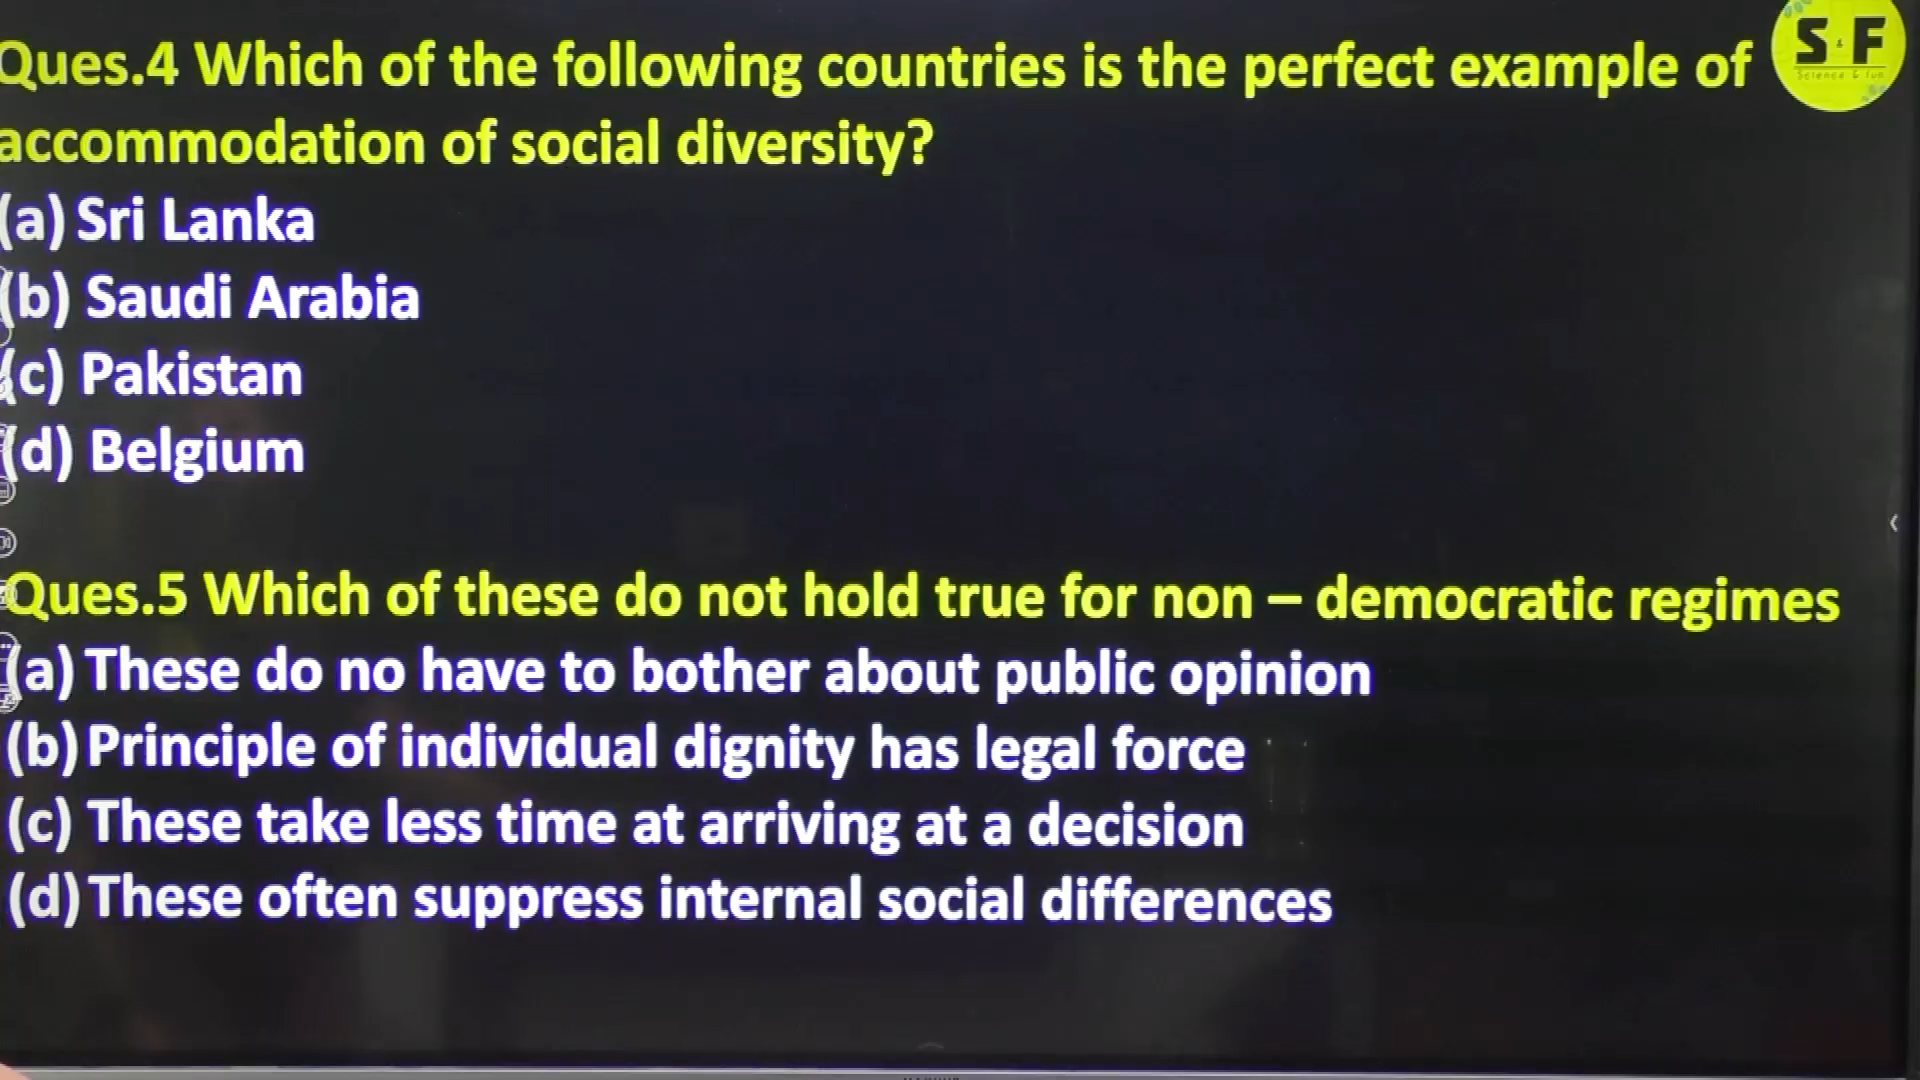 Ques.4 Which of the following countries is the perfect example of
accommodation of social diversity?
(a) Sri Lanka
(b) Saudi Arabia
(c) Pakistan
(d) Belgium
Ques.5 Which of these do not hold true for non – democratic regimes
(a) These do no have to bother about public opinion
(b) Principle of individual dignity has legal force
(c) These take less time at arriving at a decision
(d) These often suppress internal social differences
S & F
Science & fun